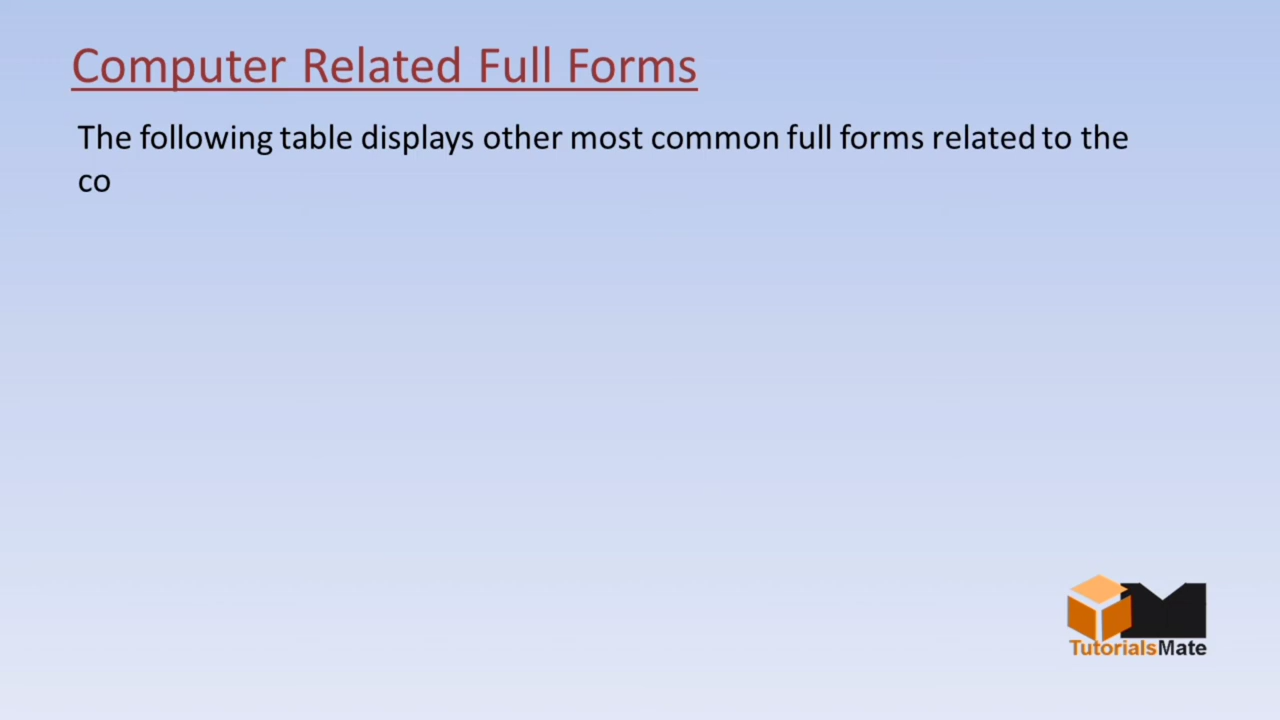 Computer Related Full Forms
The following table displays other most common full forms related to the
co
TutorialsMate